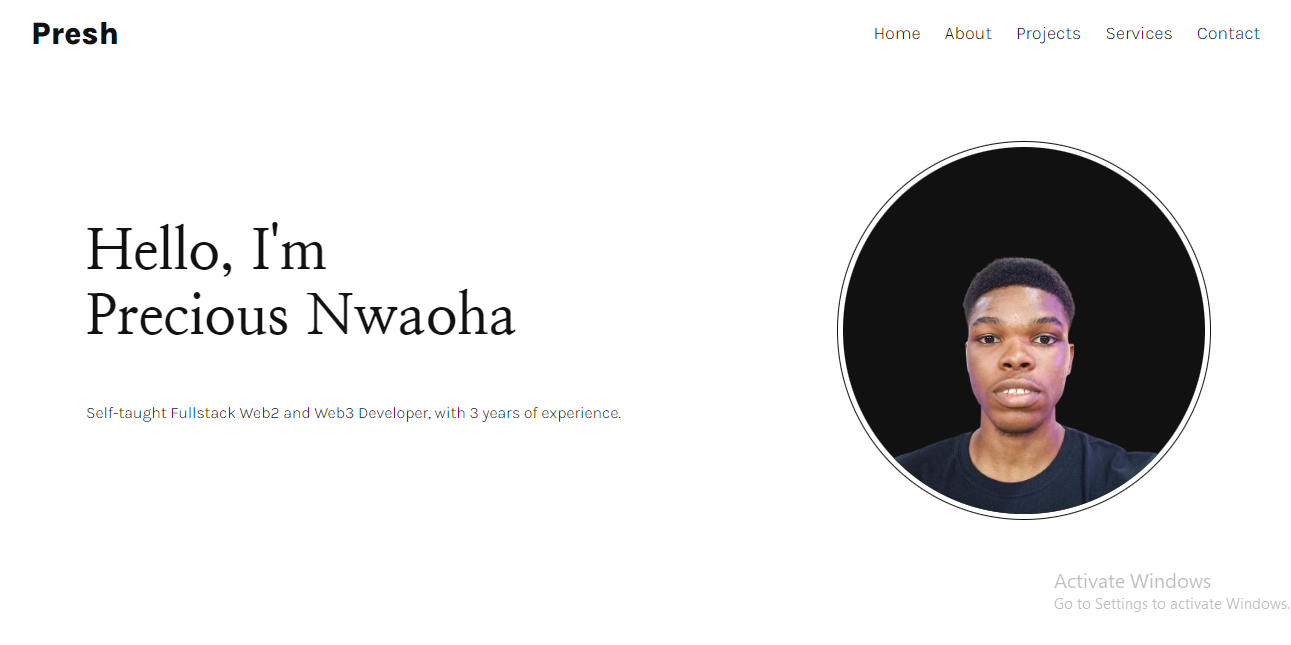 Presh
Home About Projects Services Contact
Hello, I'm
Precious Nwaoha
Self-taught Fullstack Web2 and Web3 Developer, with 3 years of experience.
Activate Windows
Go to Settings to activate Windows.